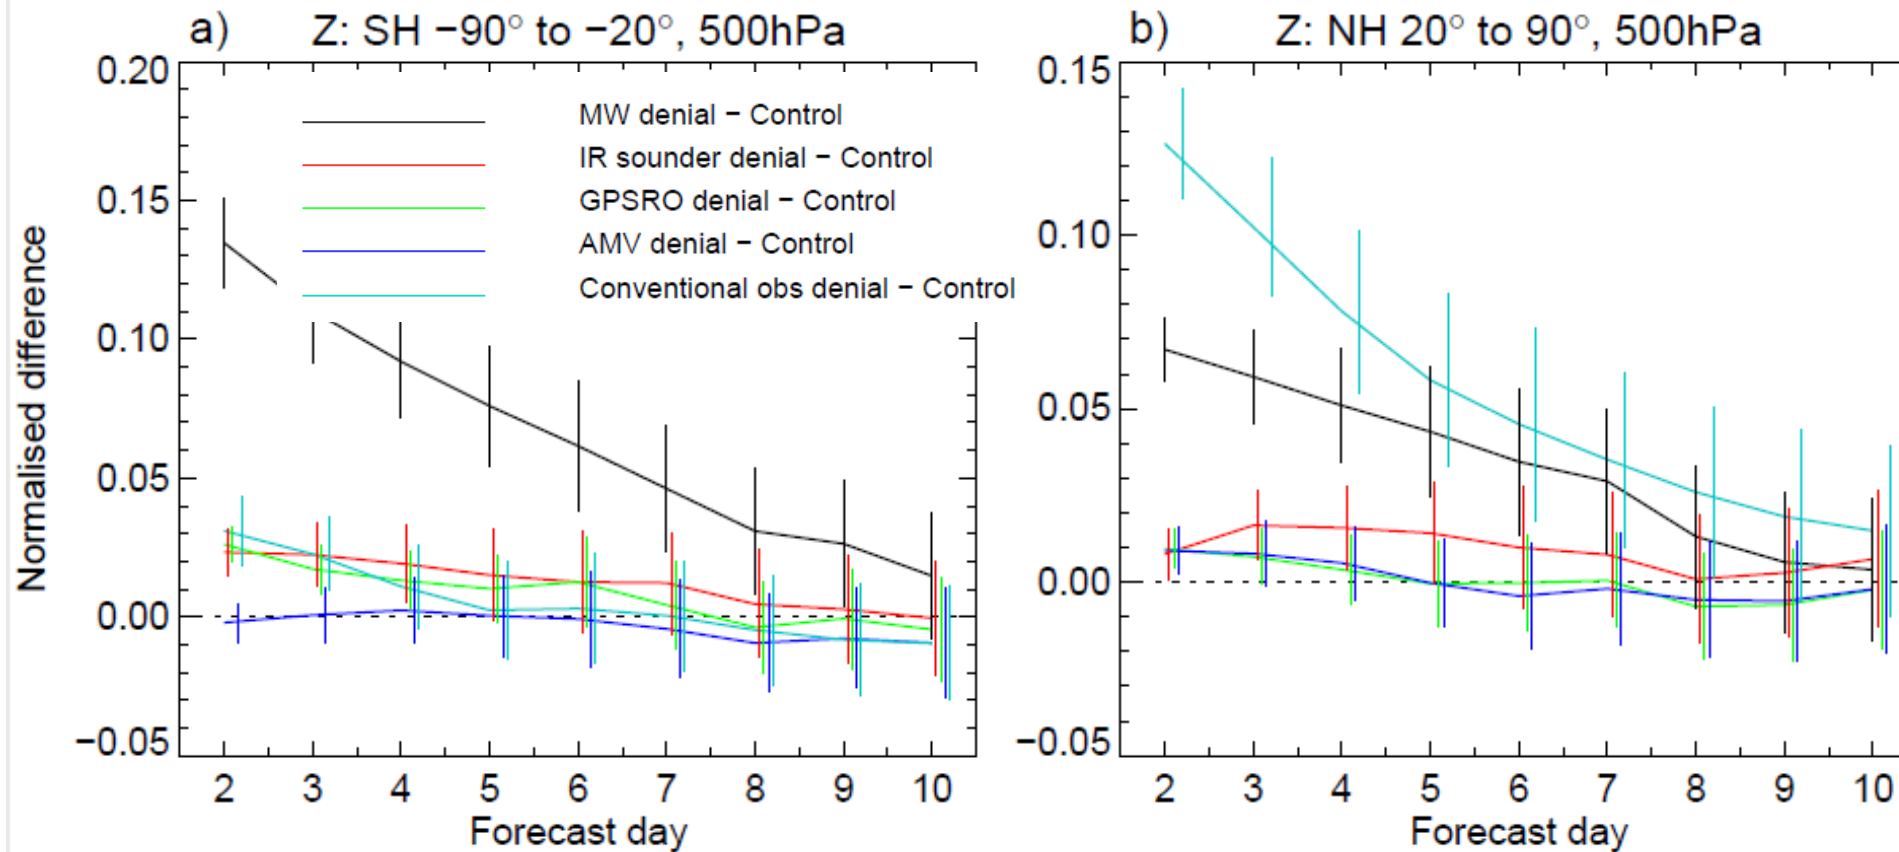 a) Z: SH −90° to −20°, 500hPa
0.20
0.15
0.10
0.05
0.00
−0.05
Normalised difference
MW denial − Control
IR sounder denial − Control
GPSRO denial − Control
AMV denial − Control
Conventional obs denial − Control
2 3 4 5 6 7 8 9 10
Forecast day
b) Z: NH 20° to 90°, 500hPa
0.15
0.10
0.05
0.00
−0.05
2 3 4 5 6 7 8 9 10
Forecast day